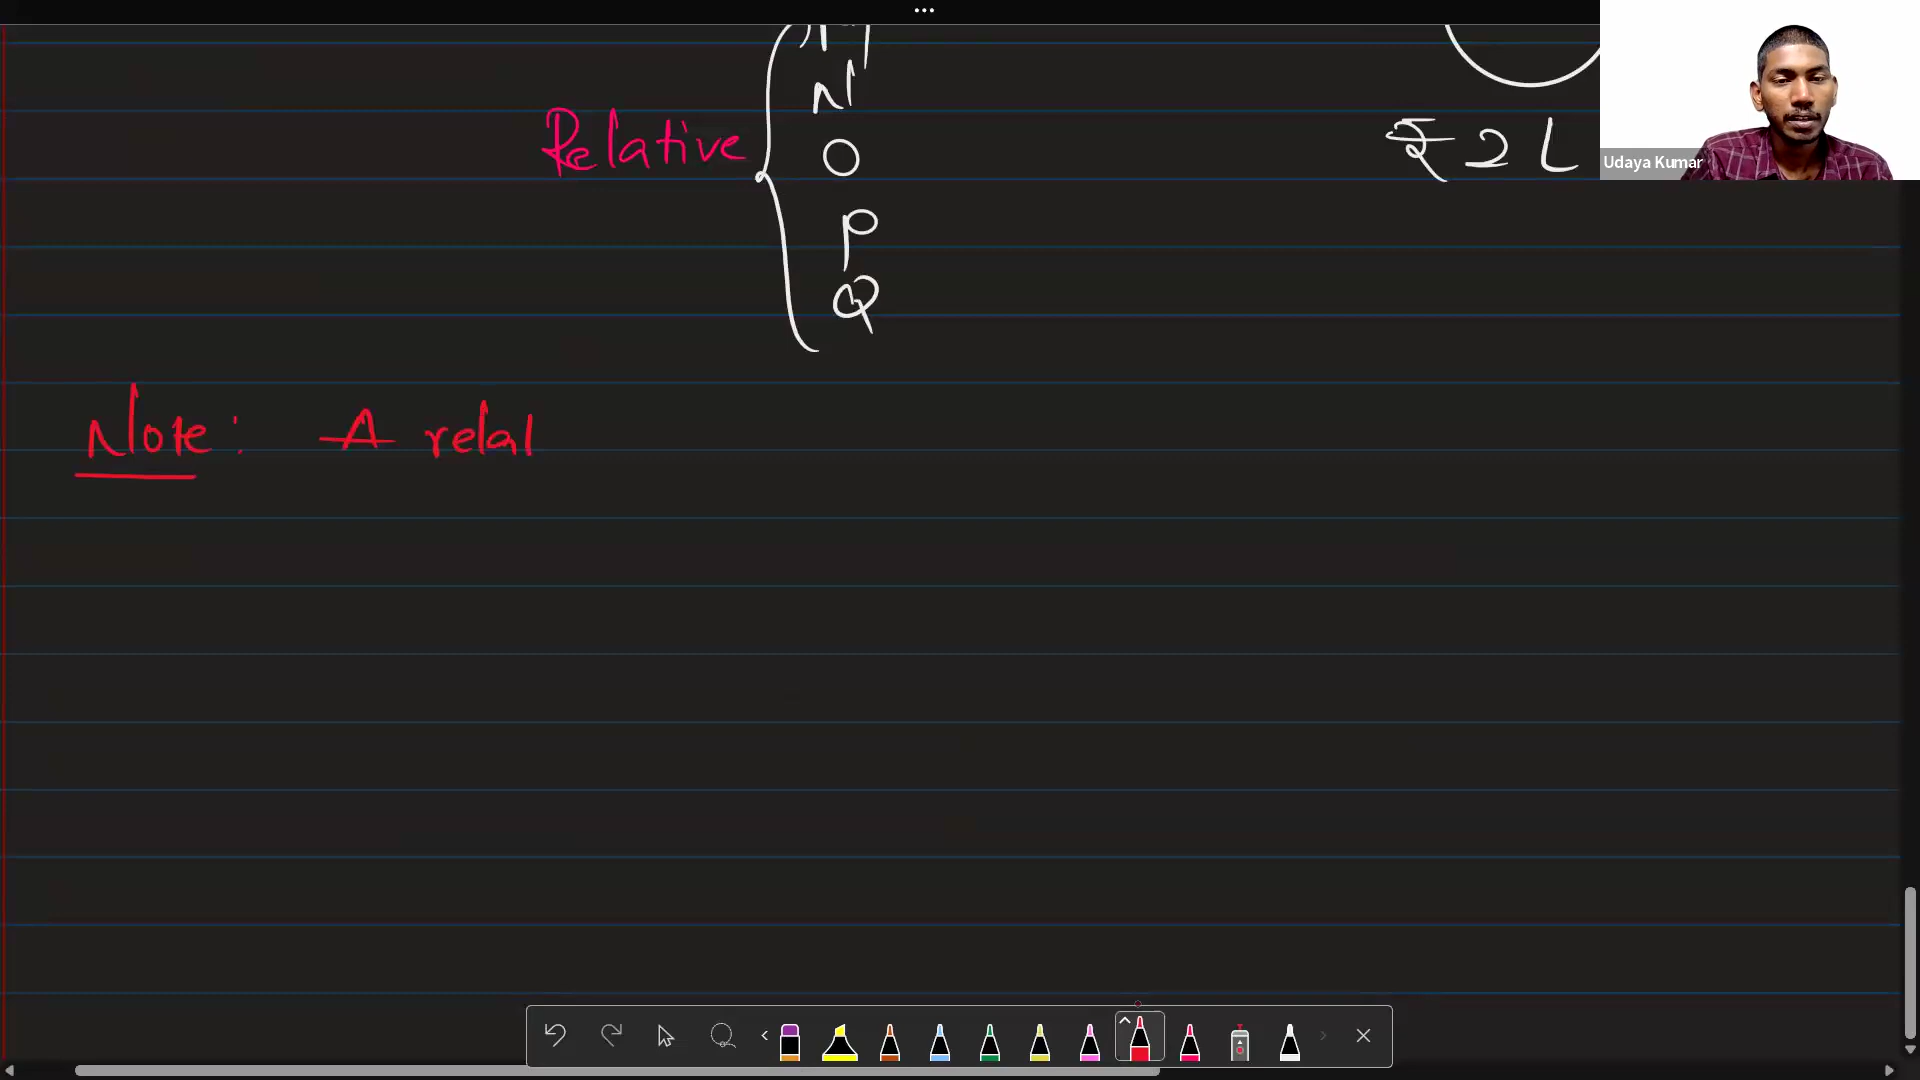 N
Relative
O
₹ 2 L
Udaya Kumar
P
Q
Note: A relat